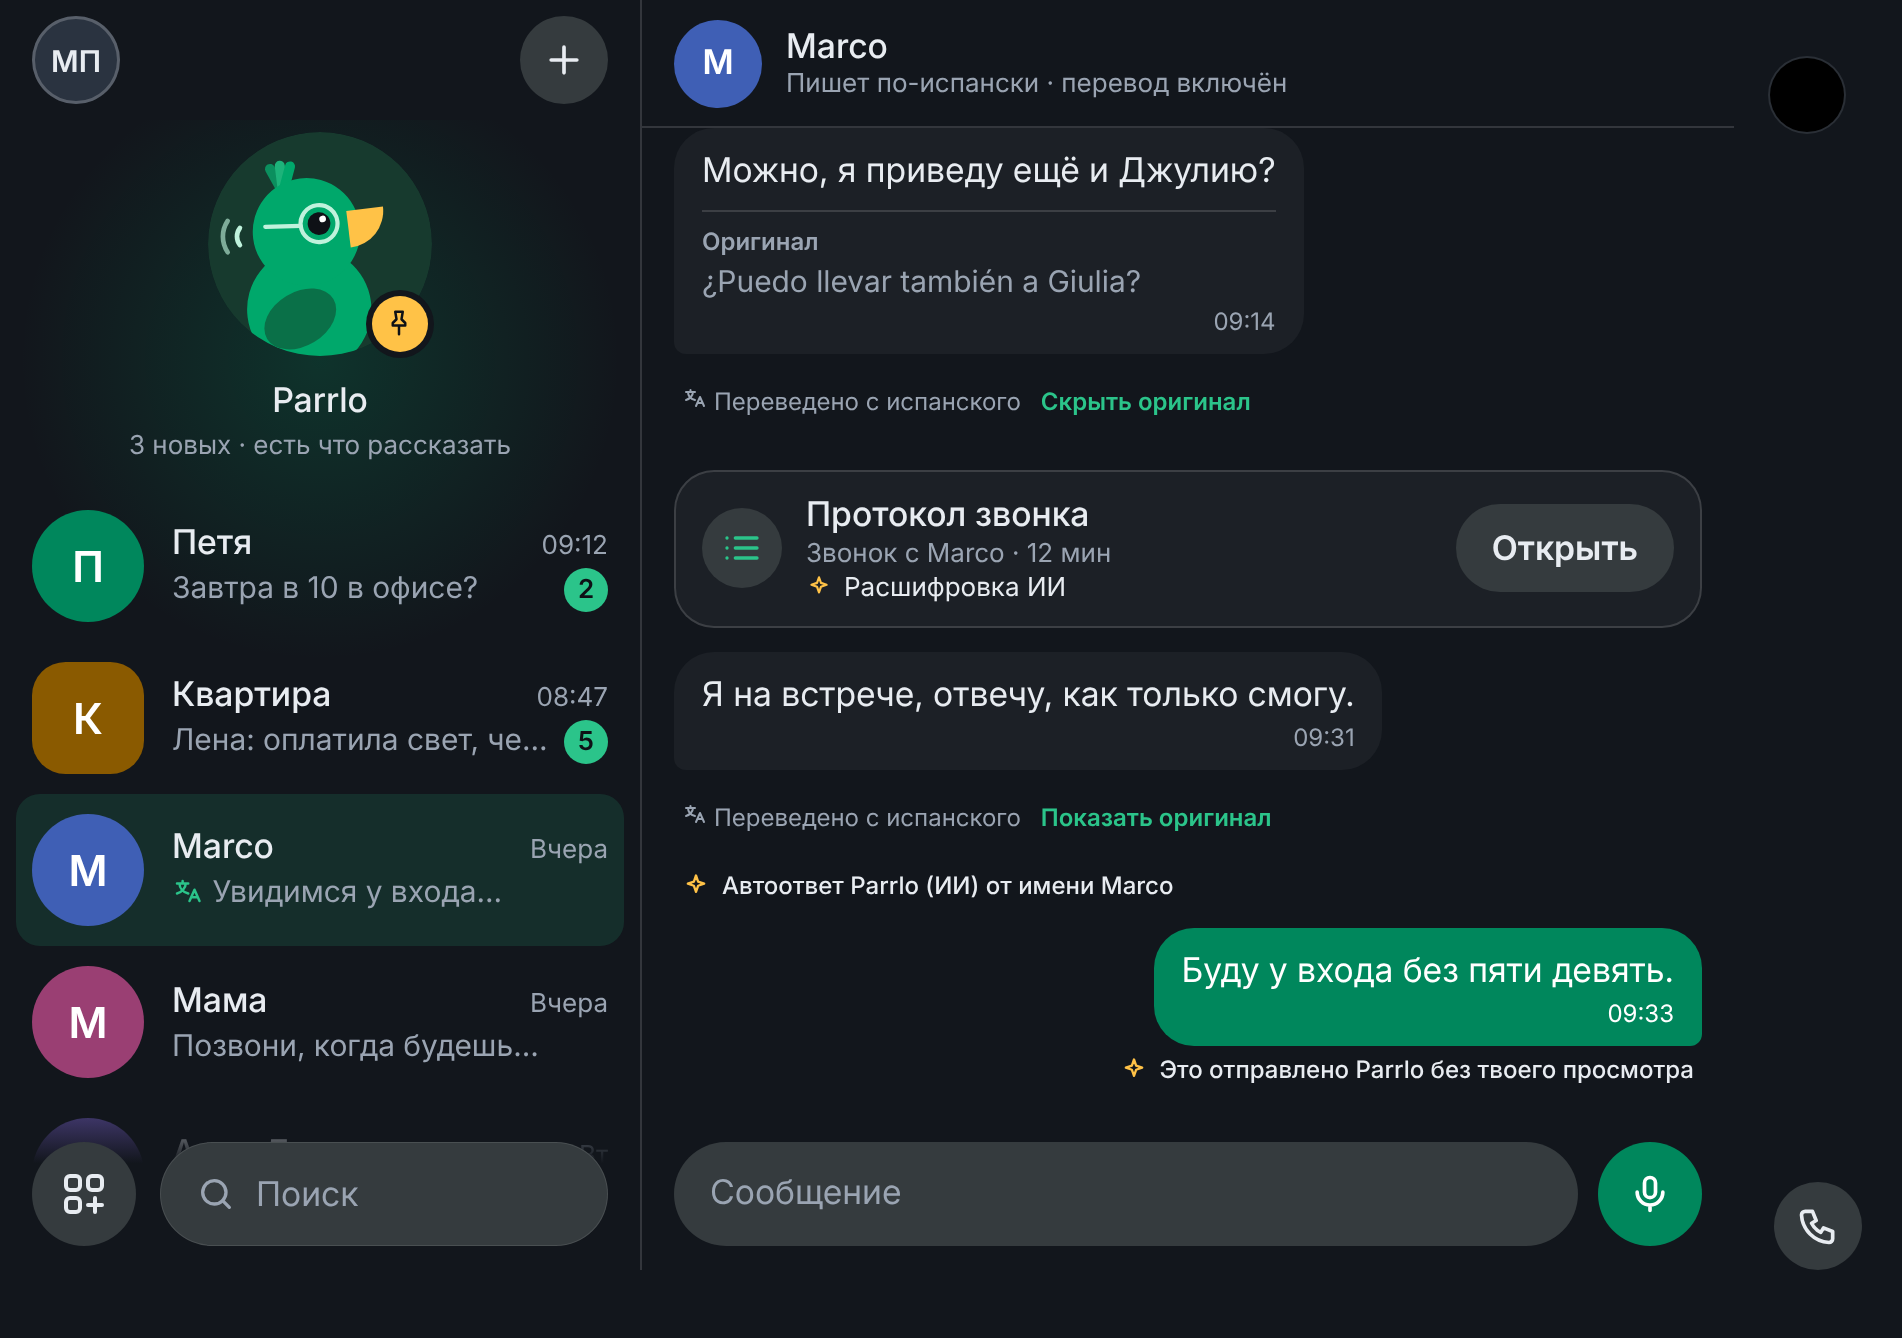 МП
Parrlo
3 новых · есть что рассказать
П
Петя
09:12
Завтра в 10 в офисе?
2
К
Квартира
08:47
Лена: оплатила свет, че...
5
M
Marco
Вчера
Увидимся у входа...
М
Мама
Вчера
Позвони, когда будешь...
Вт
Поиск
M
Marco
Пишет по-испански · перевод включён
Можно, я приведу ещё и Джулию?
Оригинал
¿Puedo llevar también a Giulia?
09:14
Переведено с испанского Скрыть оригинал
Протокол звонка
Звонок с Marco · 12 мин
Расшифровка ИИ
Открыть
Я на встрече, отвечу, как только смогу.
09:31
Переведено с испанского Показать оригинал
Автоответ Parrlo (ИИ) от имени Marco
Буду у входа без пяти девять.
09:33
Это отправлено Parrlo без твоего просмотра
Сообщение